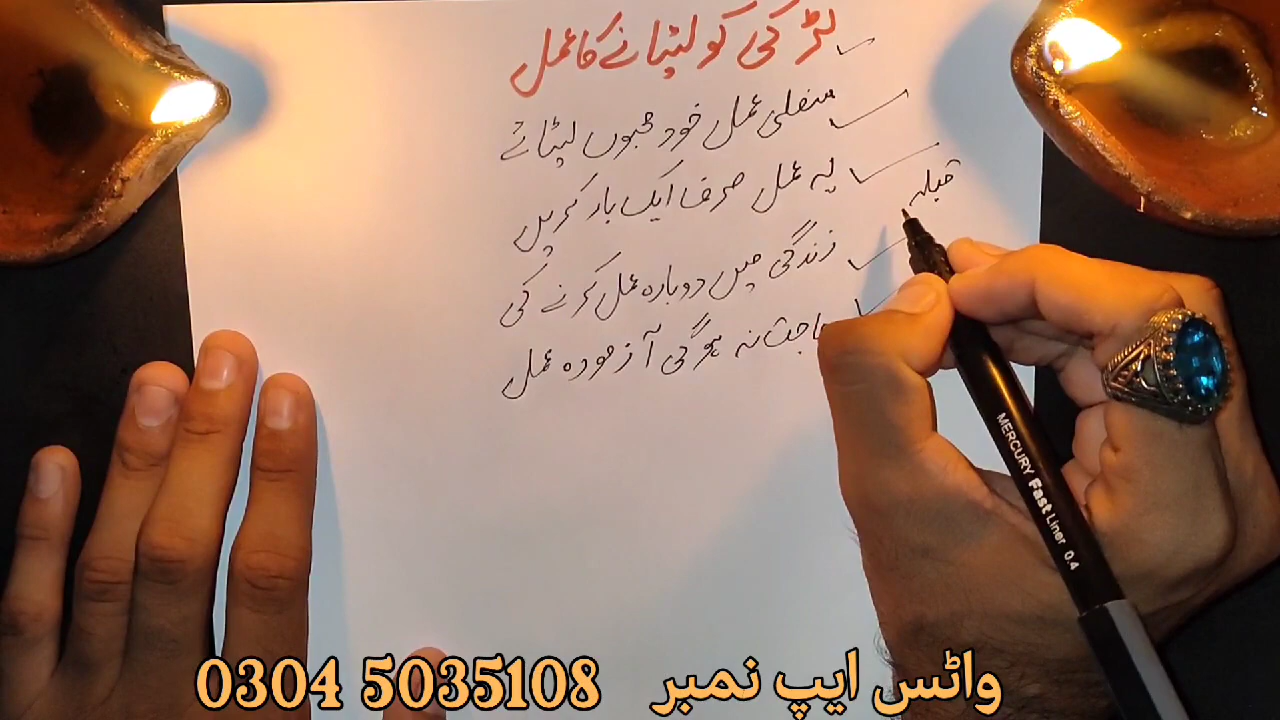 لڑکی کو لپٹانے کا عمل
سفلی عمل خود محبوب لپٹائے
یہ عمل صرف ایک بار کریں
قبلہ
زندگی میں دوبارہ عمل کرنے کی
حاجت نہ ہوگی آزمودہ عمل
MERCURY Fast Liner 0.4
واٹس ایپ نمبر 0304 5035108